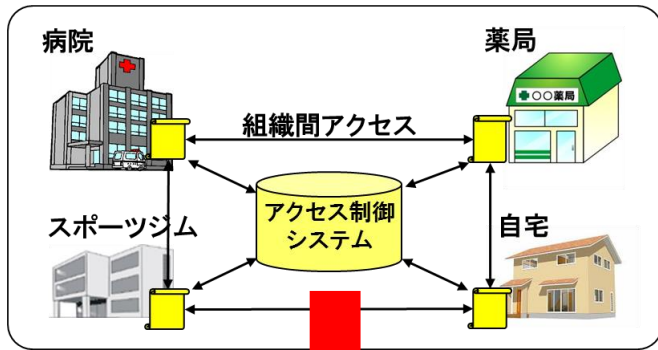 病院
薬局
○○薬局
組織間アクセス
アクセス制御
システム
スポーツジム
自宅